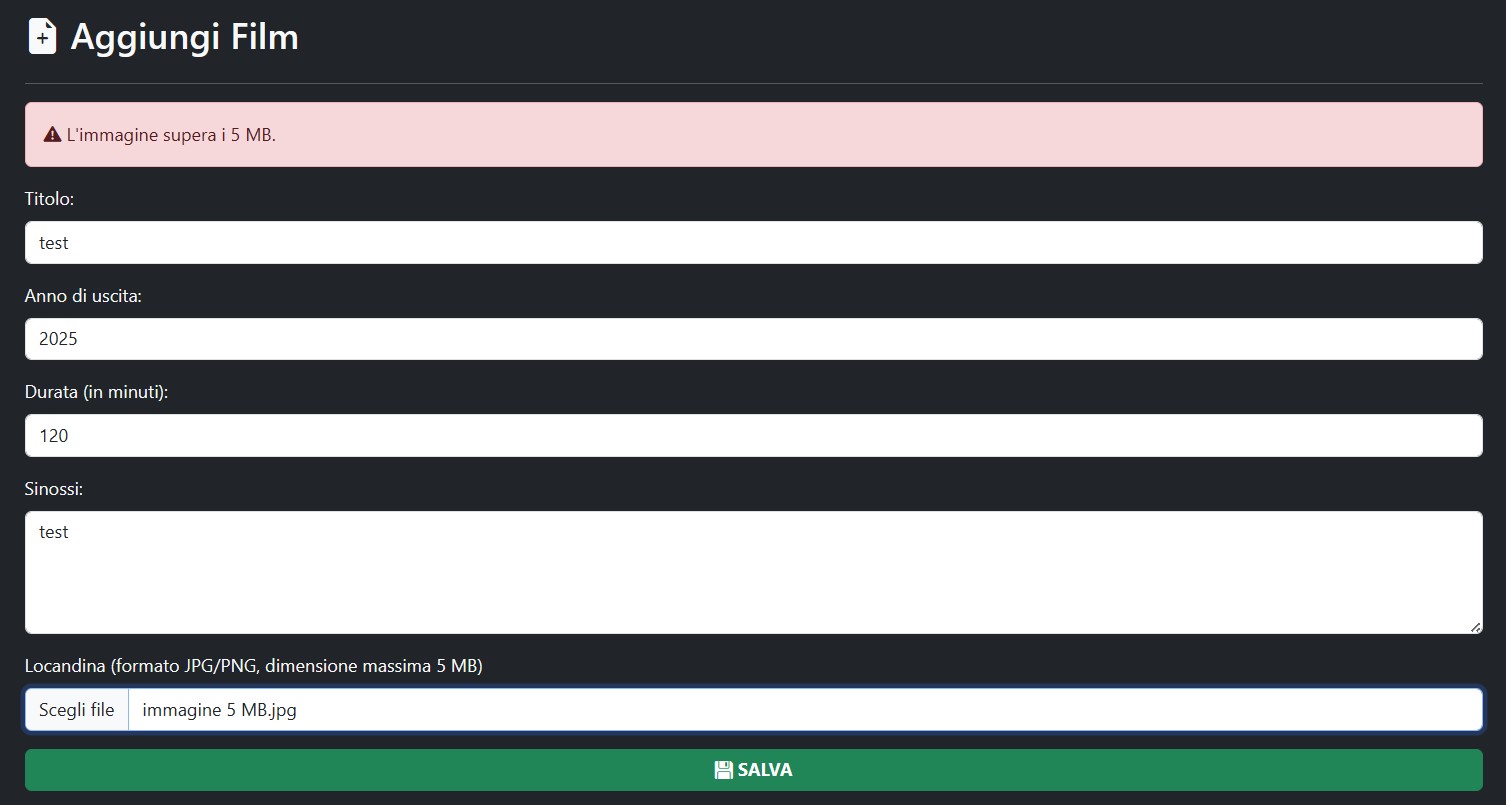 Aggiungi Film
L'immagine supera i 5 MB.
Titolo:
test
Anno di uscita:
2025
Durata (in minuti):
120
Sinossi:
test
Locandina (formato JPG/PNG, dimensione massima 5 MB)
Scegli file immagine 5 MB.jpg
SALVA